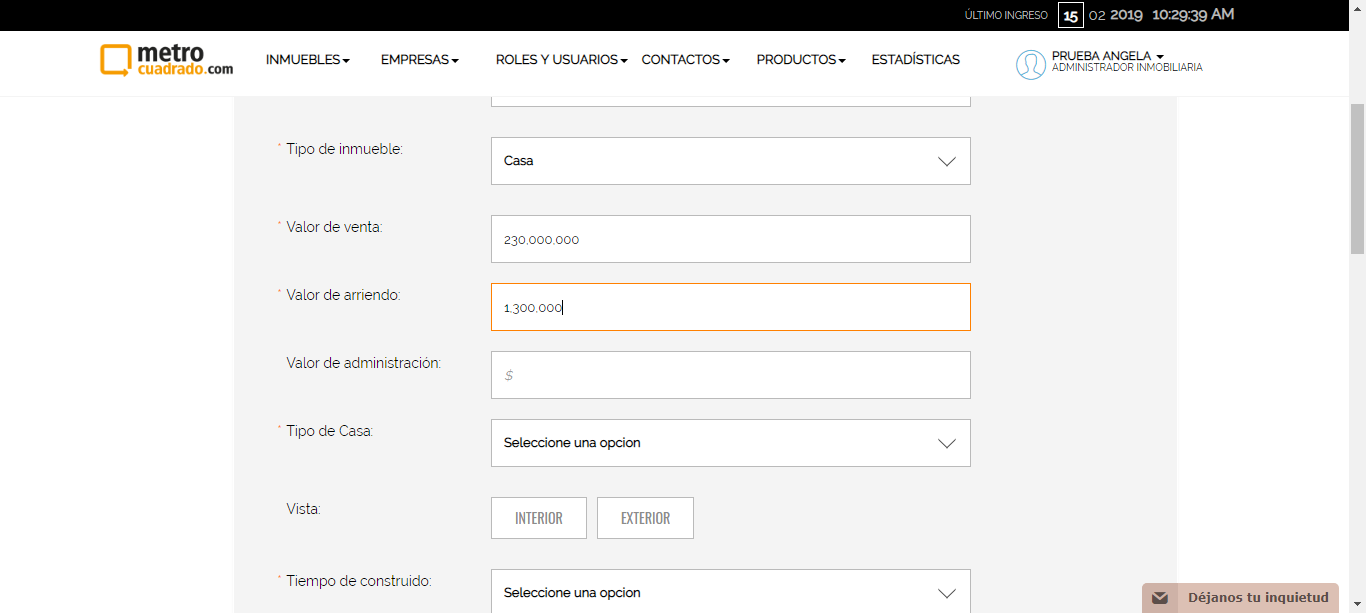 ÚLTIMO INGRESO 15 02 2019 10:29:39 AM
metro
cuadrado.com
INMUEBLES EMPRESAS ROLES Y USUARIOS CONTACTOS PRODUCTOS ESTADÍSTICAS
PRUEBA ANGELA
ADMINISTRADOR INMOBILIARIA
* Tipo de inmueble: Casa
* Valor de venta: 230,000,000
* Valor de arriendo: 1,300,000
Valor de administración: $
* Tipo de Casa: Seleccione una opcion
Vista: INTERIOR EXTERIOR
* Tiempo de construido: Seleccione una opcion
Déjanos tu inquietud